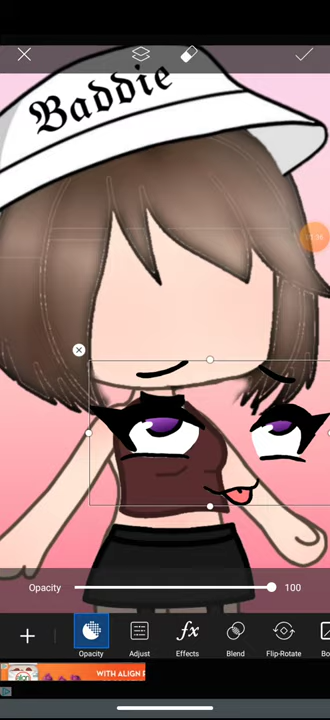 Baddie
Opacity 100
Opacity Adjust Effects Blend Flip-Rotate
WITH ALIGN